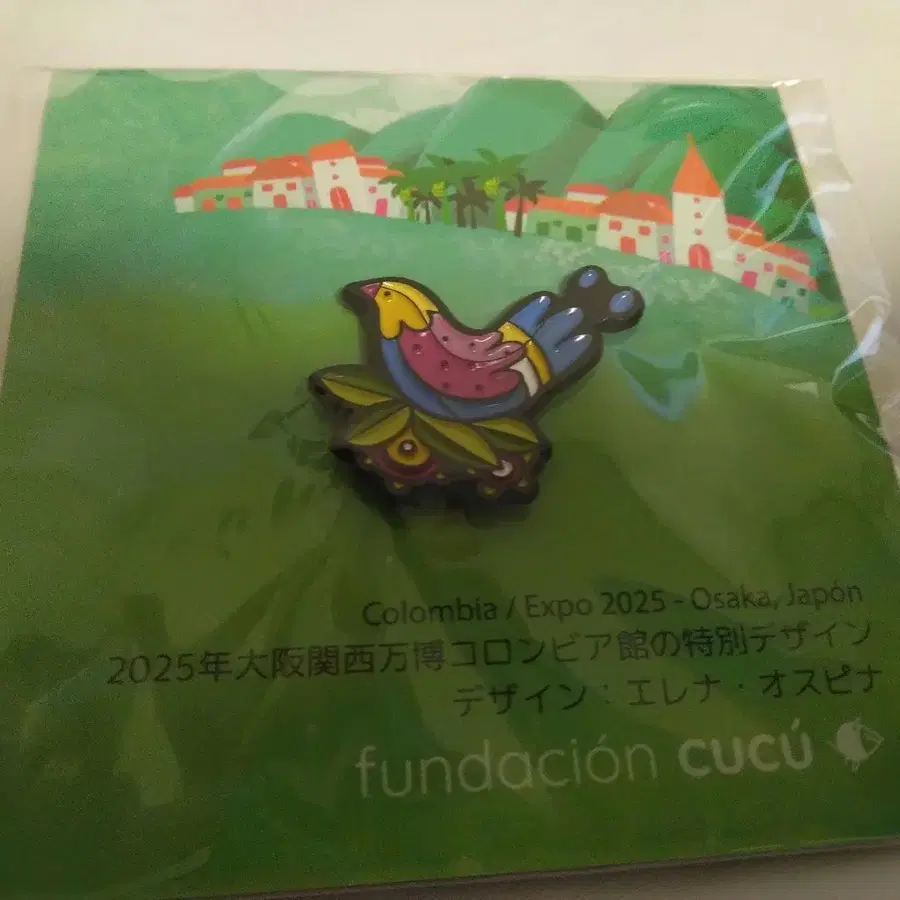 Colombia / Expo 2025 - Osaka, Japón
2025年大阪関西万博コロンビア館の特別デザイン
デザイン：エレナ・オスピナ
fundación cucú